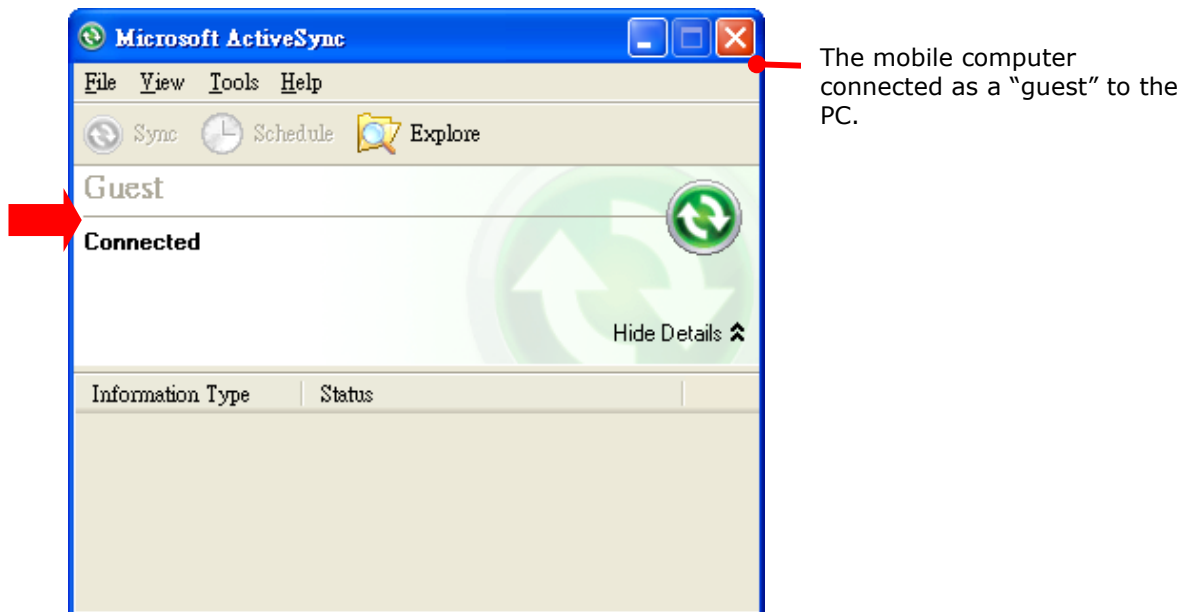 Microsoft ActiveSync
File View Tools Help
Sync Schedule Explore
Guest
Connected
Hide Details
Information Type Status
The mobile computer
connected as a “guest” to the
PC.